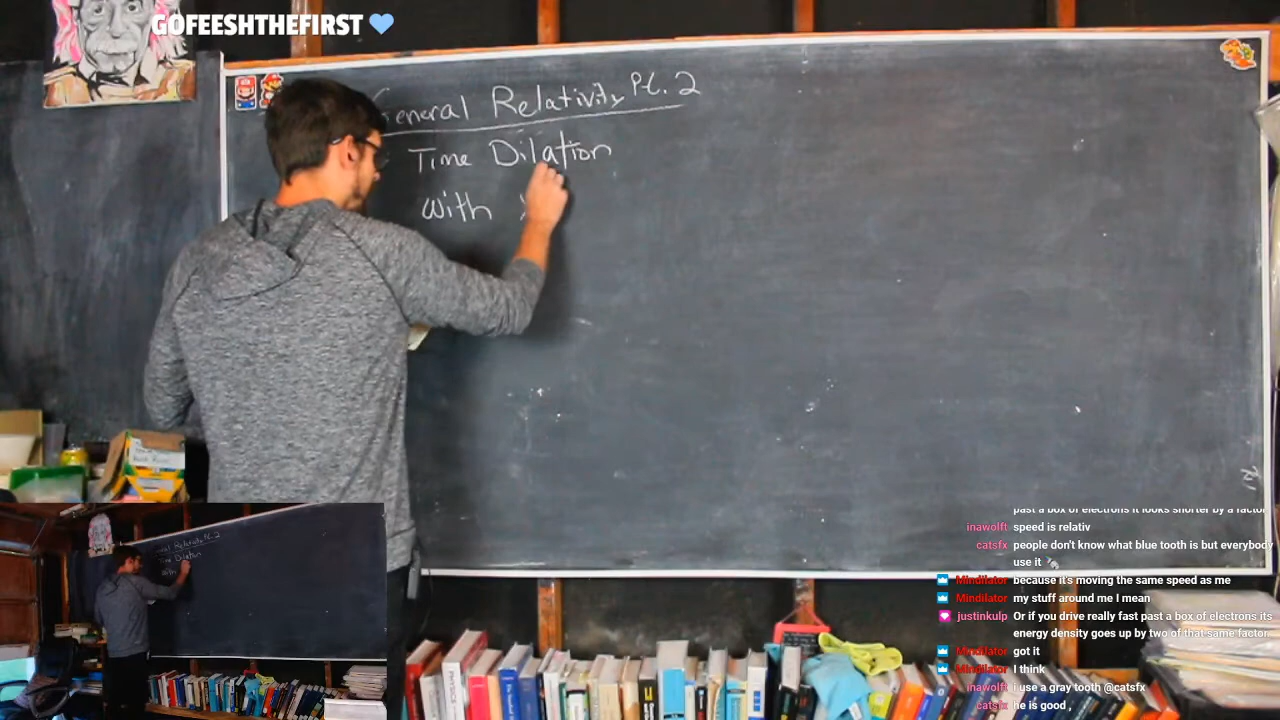 GOFEESHTHEFIRST 💙
General Relativity Pt. 2
Time Dilation
with
past a box of electrons it looks shorter by a factor
inawolft speed is relativ
catsfx people don't know what blue tooth is but everybody
use it
Mindilator because it's moving the same speed as me
Mindilator my stuff around me I mean
justinkulp Or if you drive really fast past a box of electrons its
energy density goes up by two of that same factor
Mindilator got it
Mindilator I think
inawolft i use a gray tooth @catsfx
catsfx he is good ,
PHYSICS